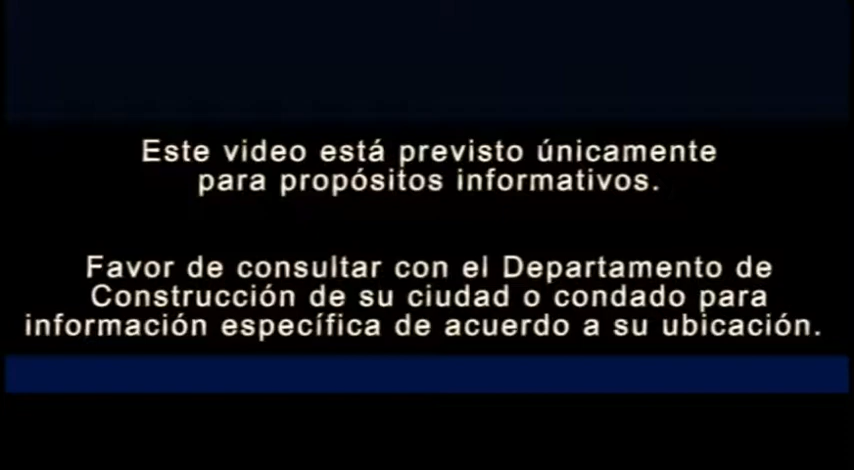 Este video está previsto únicamente
para propósitos informativos.
Favor de consultar con el Departamento de
Construcción de su ciudad o condado para
información específica de acuerdo a su ubicación.